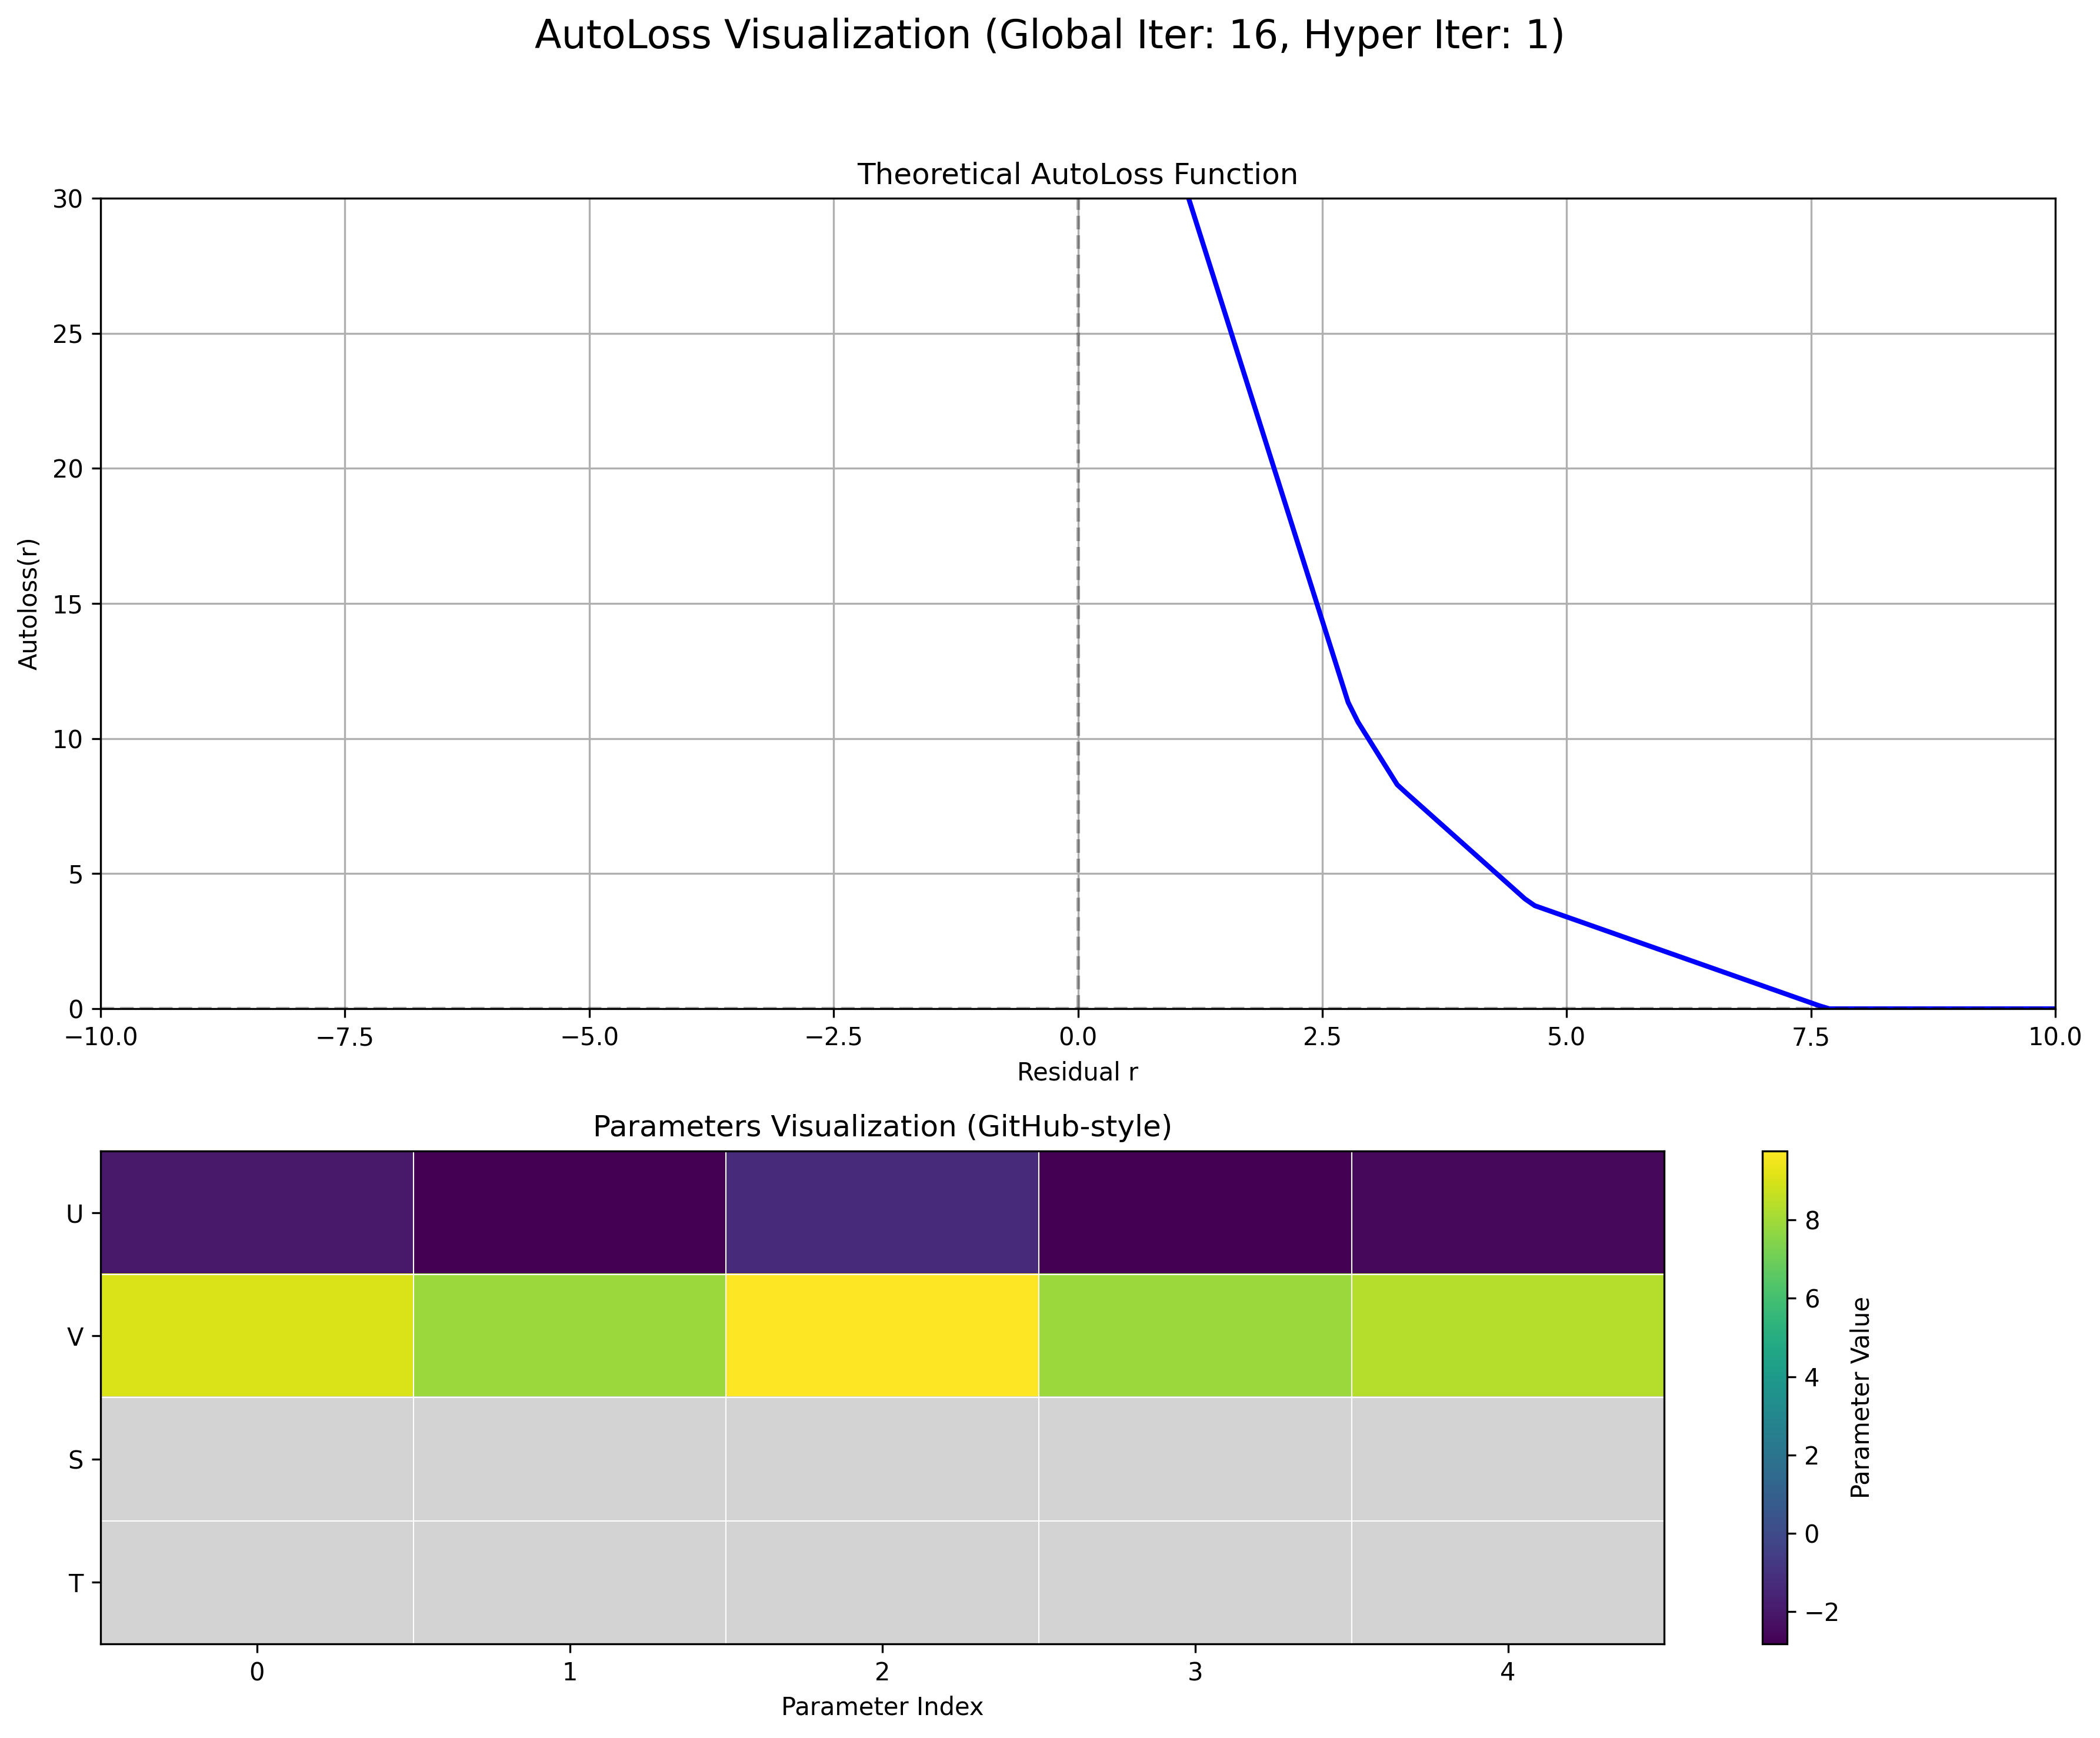 AutoLoss Visualization (Global Iter: 16, Hyper Iter: 1)
Theoretical AutoLoss Function
30
25
20
15
10
5
0
Autoloss(r)
−10.0 −7.5 −5.0 −2.5 0.0 2.5 5.0 7.5 10.0
Residual r
Parameters Visualization (GitHub-style)
U
V
S
T
0 1 2 3 4
Parameter Index
8
6
4
2
0
−2
Parameter Value